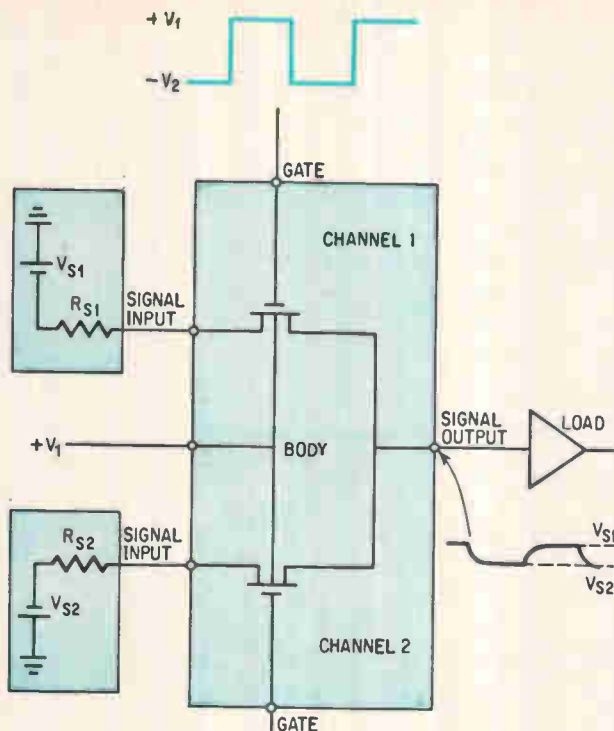 +V1
-V2
GATE
CHANNEL 1
VS1
RS1
SIGNAL
INPUT
SIGNAL
OUTPUT
LOAD
+V1
BODY
RS2
SIGNAL
INPUT
VS1
VS2
VS2
CHANNEL 2
GATE